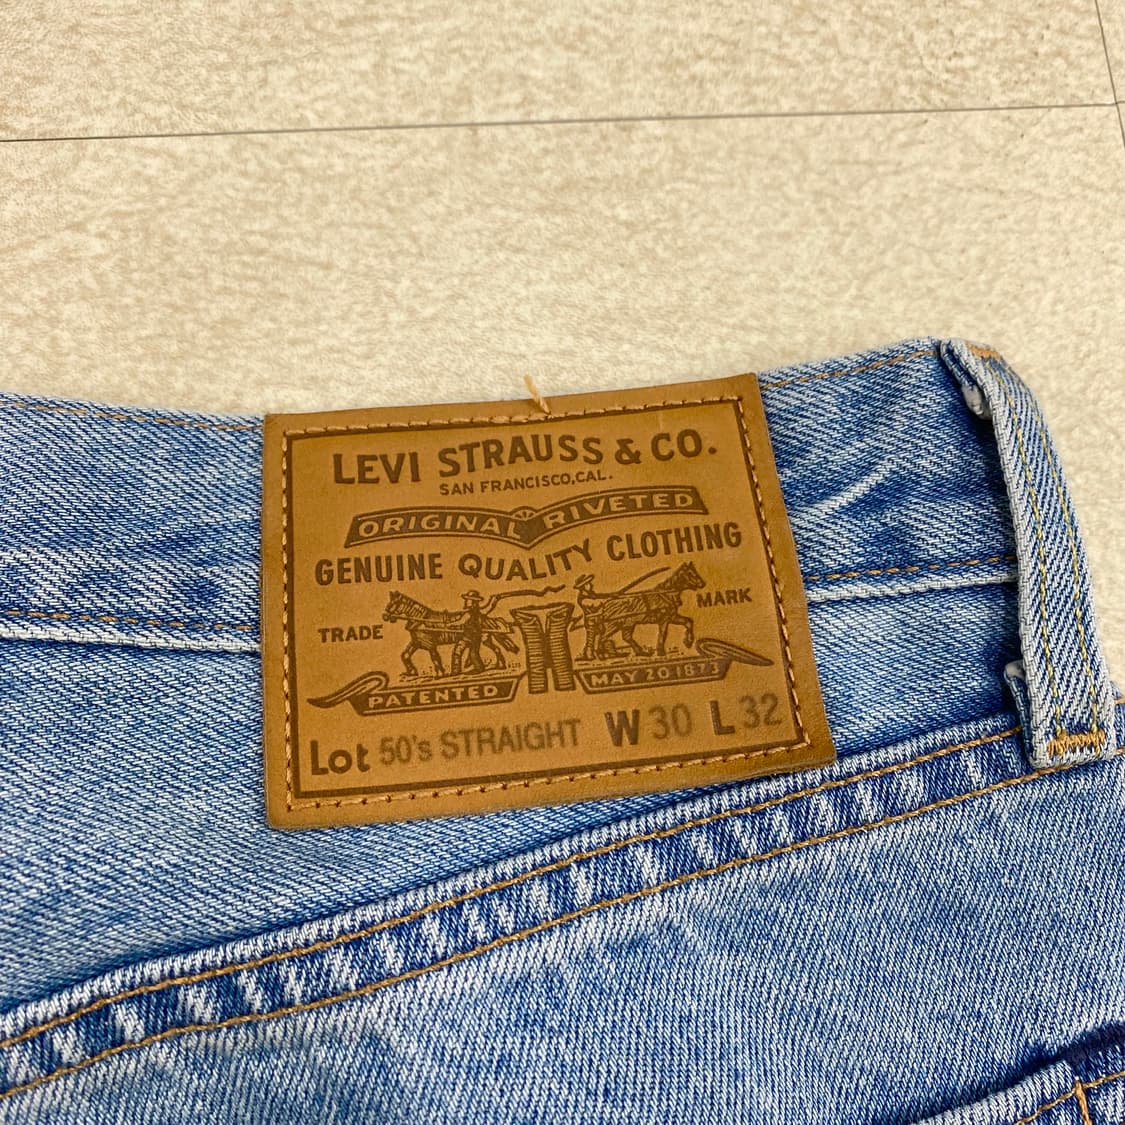 LEVI STRAUSS & CO.
SAN FRANCISCO, CAL.
ORIGINAL RIVETED
GENUINE QUALITY CLOTHING
TRADE MARK
PATENTED MAY 20 1873
Lot 50's STRAIGHT W 30 L 32